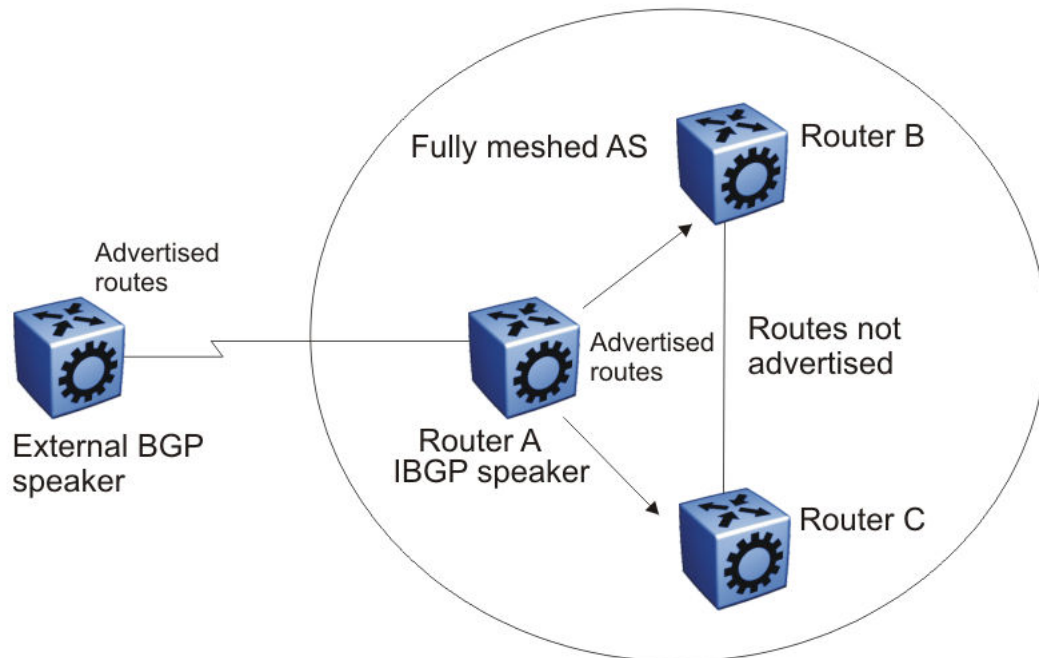 Fully meshed AS
Router B
Advertised
routes
Advertised
routes
Routes not
advertised
External BGP
speaker
Router A
IBGP speaker
Router C